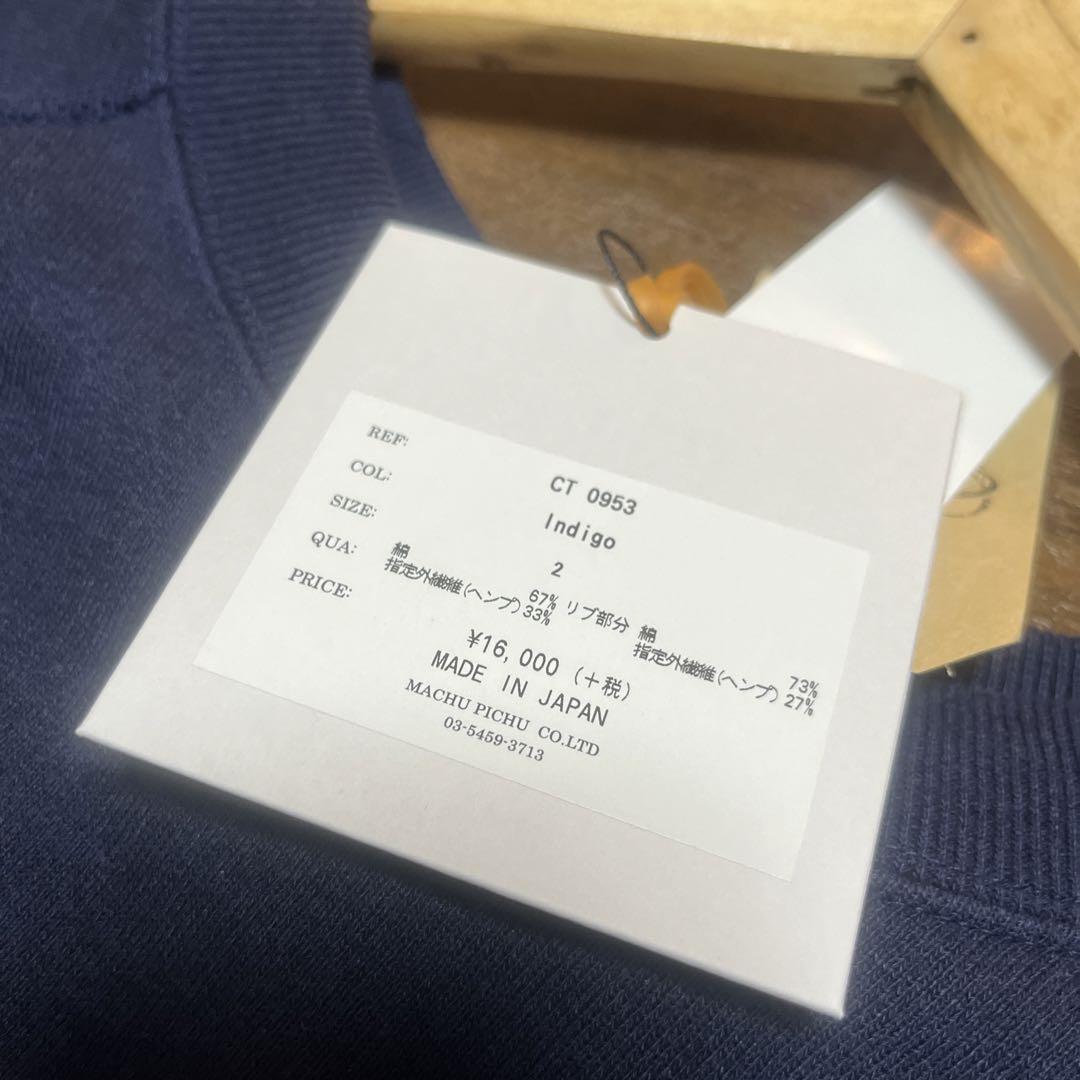 REF: CT 0953
COL: Indigo
SIZE: 2
QUA: 綿 67% リブ部分 綿 73%
指定外繊維(ヘンプ)33% 指定外繊維(ヘンプ) 27%
PRICE: ¥16,000 (+税)
MADE IN JAPAN
MACHU PICHU CO.LTD
03-5459-3713